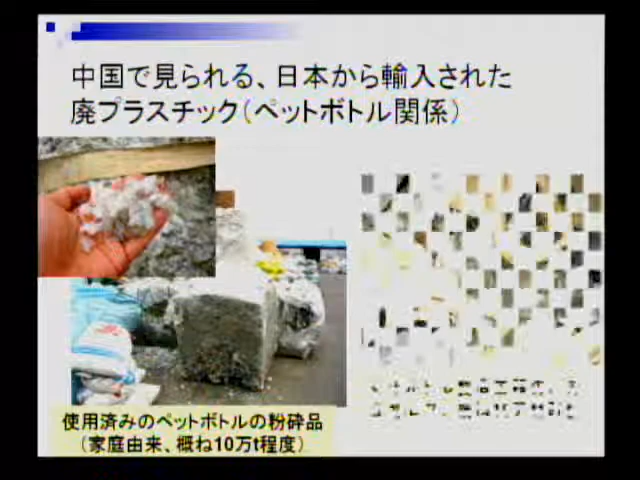 中国で見られる、日本から輸入された
廃プラスチック（ペットボトル関係）
使用済みのペットボトルの粉砕品
（家庭由来、概ね10万t程度）